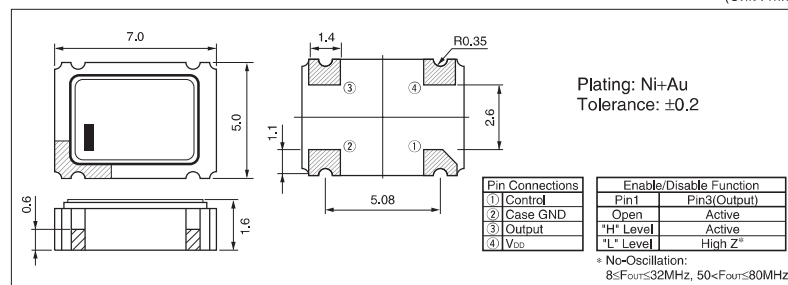 7.0
5.0
0.6
1.6
1.4
R0.35
③
④
②
①
1.1
2.6
5.08
Plating: Ni+Au
Tolerance: ±0.2
Pin Connections
① Control
② Case GND
③ Output
④ VDD
Enable/Disable Function
Pin1 Pin3(Output)
Open Active
"H" Level Active
"L" Level High Z*
* No-Oscillation:
8≤FOUT≤32MHz, 50<FOUT≤80MHz